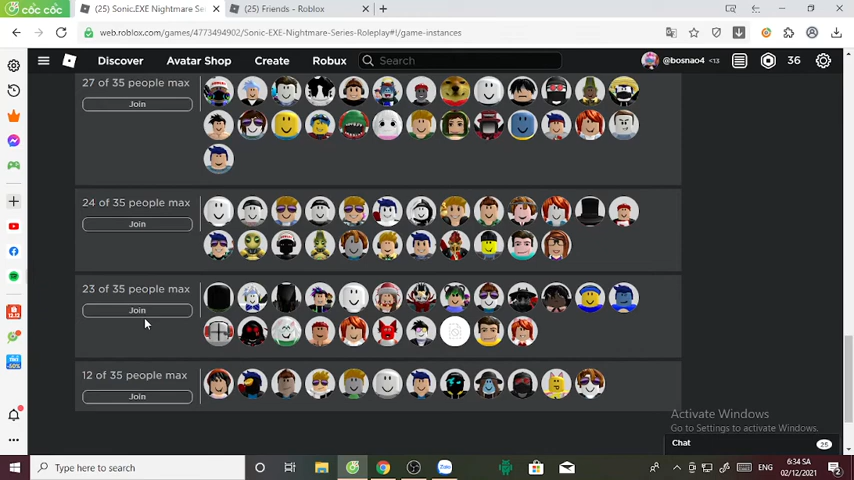 cốc cốc
(25) Sonic.EXE Nightmare Se
(25) Friends - Roblox
web.roblox.com/games/4773494902/Sonic-EXE-Nightmare-Series-Roleplay#!/game-instances
Discover
Avatar Shop
Create
Robux
Search
@bosnao4
<13
36
27 of 35 people max
Join
24 of 35 people max
Join
23 of 35 people max
Join
12 of 35 people max
Join
Activate Windows
Go to Settings to activate Windows.
Chat
25
Type here to search
ENG
6:34 SA
02/12/2021
2